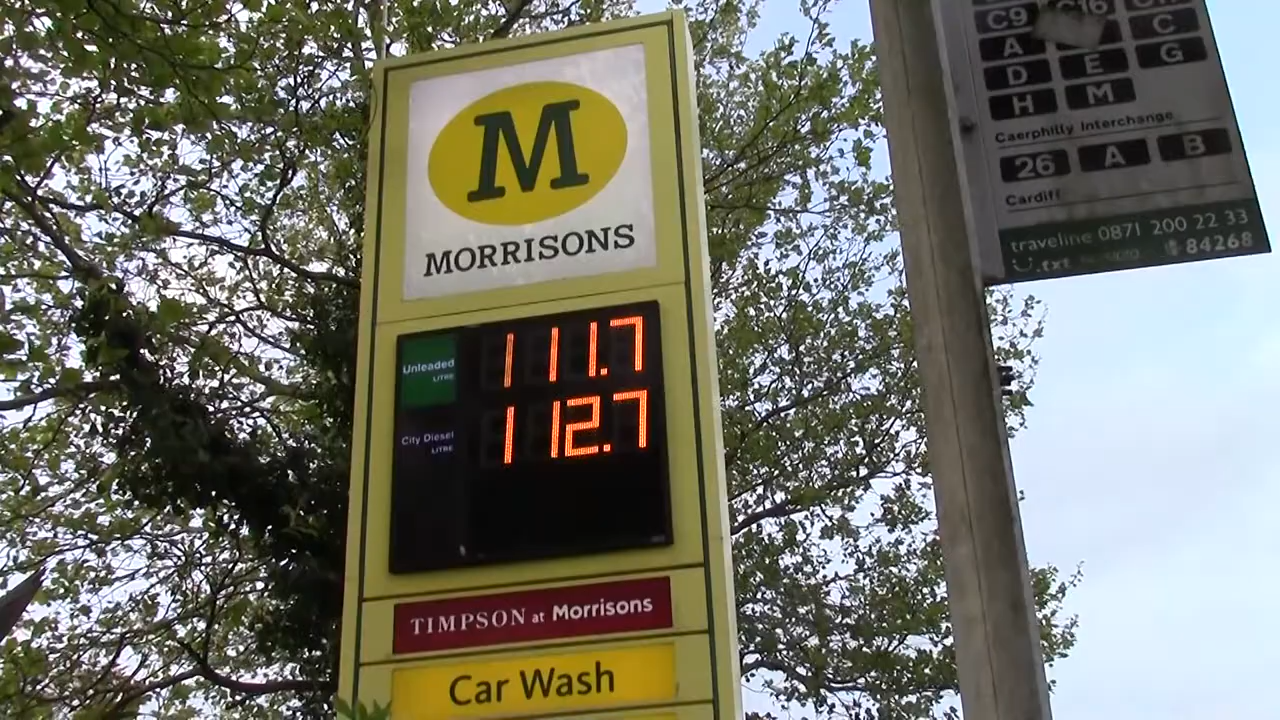 M
MORRISONS
Unleaded
LITRE
111.7
City Diesel
LITRE
112.7
TIMPSON at Morrisons
Car Wash
C9 C16
A C
D E G
H M
Caerphilly Interchange
26 A B
Cardiff
traveline 0871 200 22 33
.txt 84268